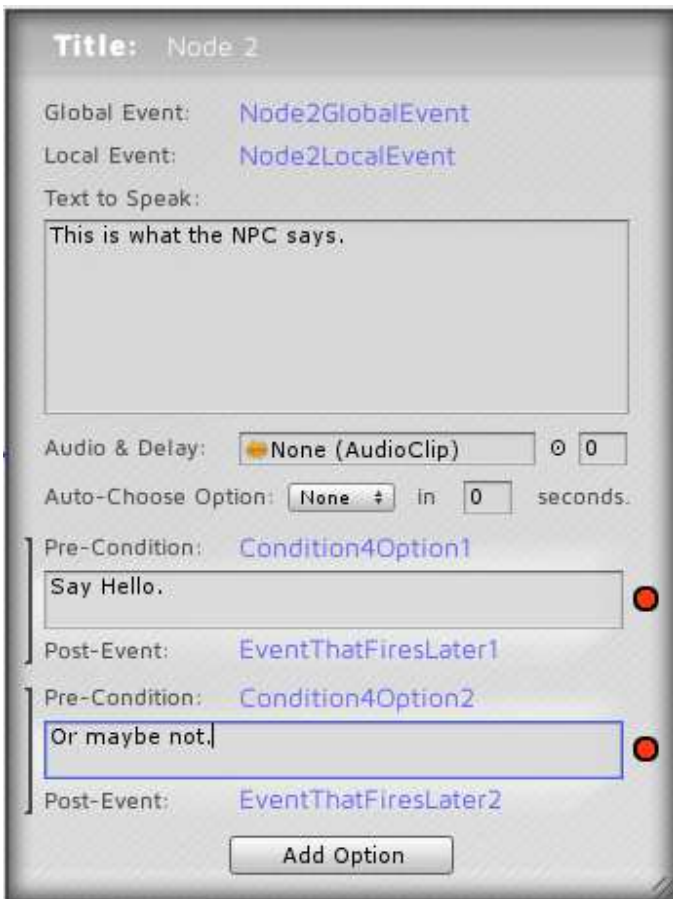 Title: Node 2
Global Event: Node2GlobalEvent
Local Event: Node2LocalEvent
Text to Speak:
This is what the NPC says.
Audio & Delay: None (AudioClip) 0
Auto-Choose Option: None in 0 seconds.
Pre-Condition: Condition4Option1
Say Hello.
Post-Event: EventThatFiresLater1
Pre-Condition: Condition4Option2
Or maybe not.
Post-Event: EventThatFiresLater2
Add Option